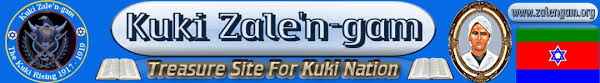 Kuki Zale'n-gam
The Kuki Rising 1917 - 1919
Kuki Zale'n-gam
Treasure Site For Kuki Nation
www.zalengam.org